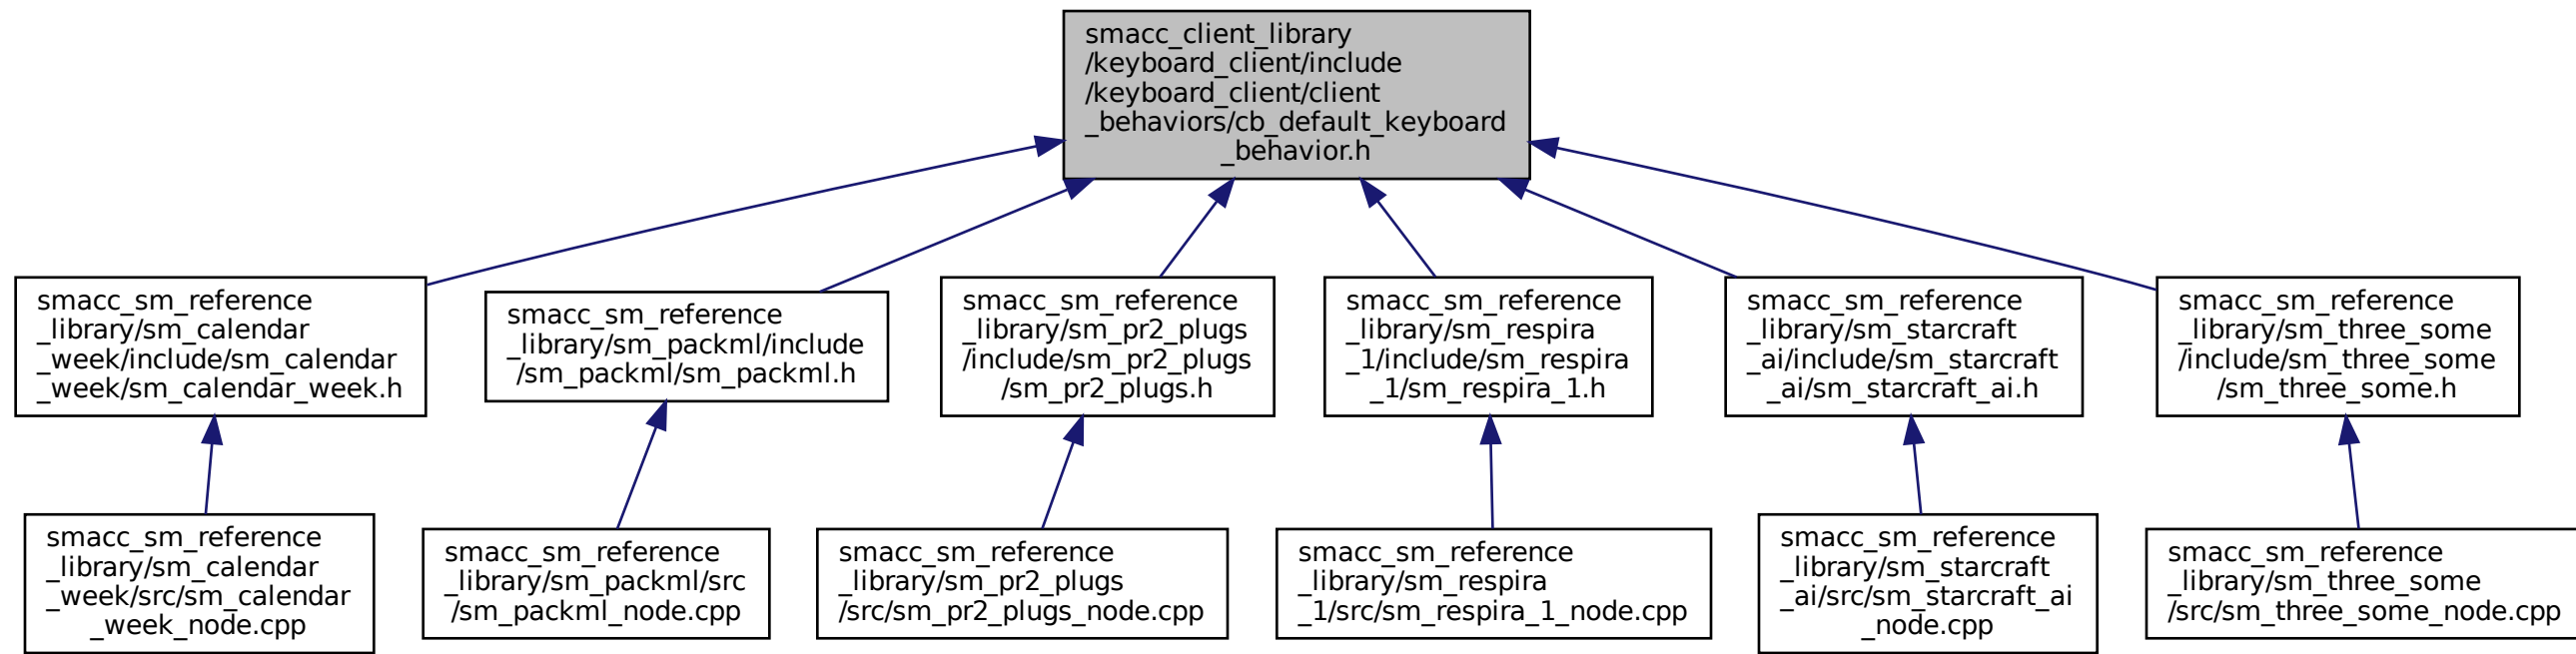 smacc_client_library
/keyboard_client/include
/keyboard_client/client
_behaviors/cb_default_keyboard
_behavior.h
smacc_sm_reference
_library/sm_calendar
_week/include/sm_calendar
_week/sm_calendar_week.h
smacc_sm_reference
_library/sm_packml/include
/sm_packml/sm_packml.h
smacc_sm_reference
_library/sm_pr2_plugs
/include/sm_pr2_plugs
/sm_pr2_plugs.h
smacc_sm_reference
_library/sm_respira
_1/include/sm_respira
_1/sm_respira_1.h
smacc_sm_reference
_library/sm_starcraft
_ai/include/sm_starcraft
_ai/sm_starcraft_ai.h
smacc_sm_reference
_library/sm_three_some
/include/sm_three_some
/sm_three_some.h
smacc_sm_reference
_library/sm_calendar
_week/src/sm_calendar
_week_node.cpp
smacc_sm_reference
_library/sm_packml/src
/sm_packml_node.cpp
smacc_sm_reference
_library/sm_pr2_plugs
/src/sm_pr2_plugs_node.cpp
smacc_sm_reference
_library/sm_respira
_1/src/sm_respira_1_node.cpp
smacc_sm_reference
_library/sm_starcraft
_ai/src/sm_starcraft_ai
_node.cpp
smacc_sm_reference
_library/sm_three_some
/src/sm_three_some_node.cpp